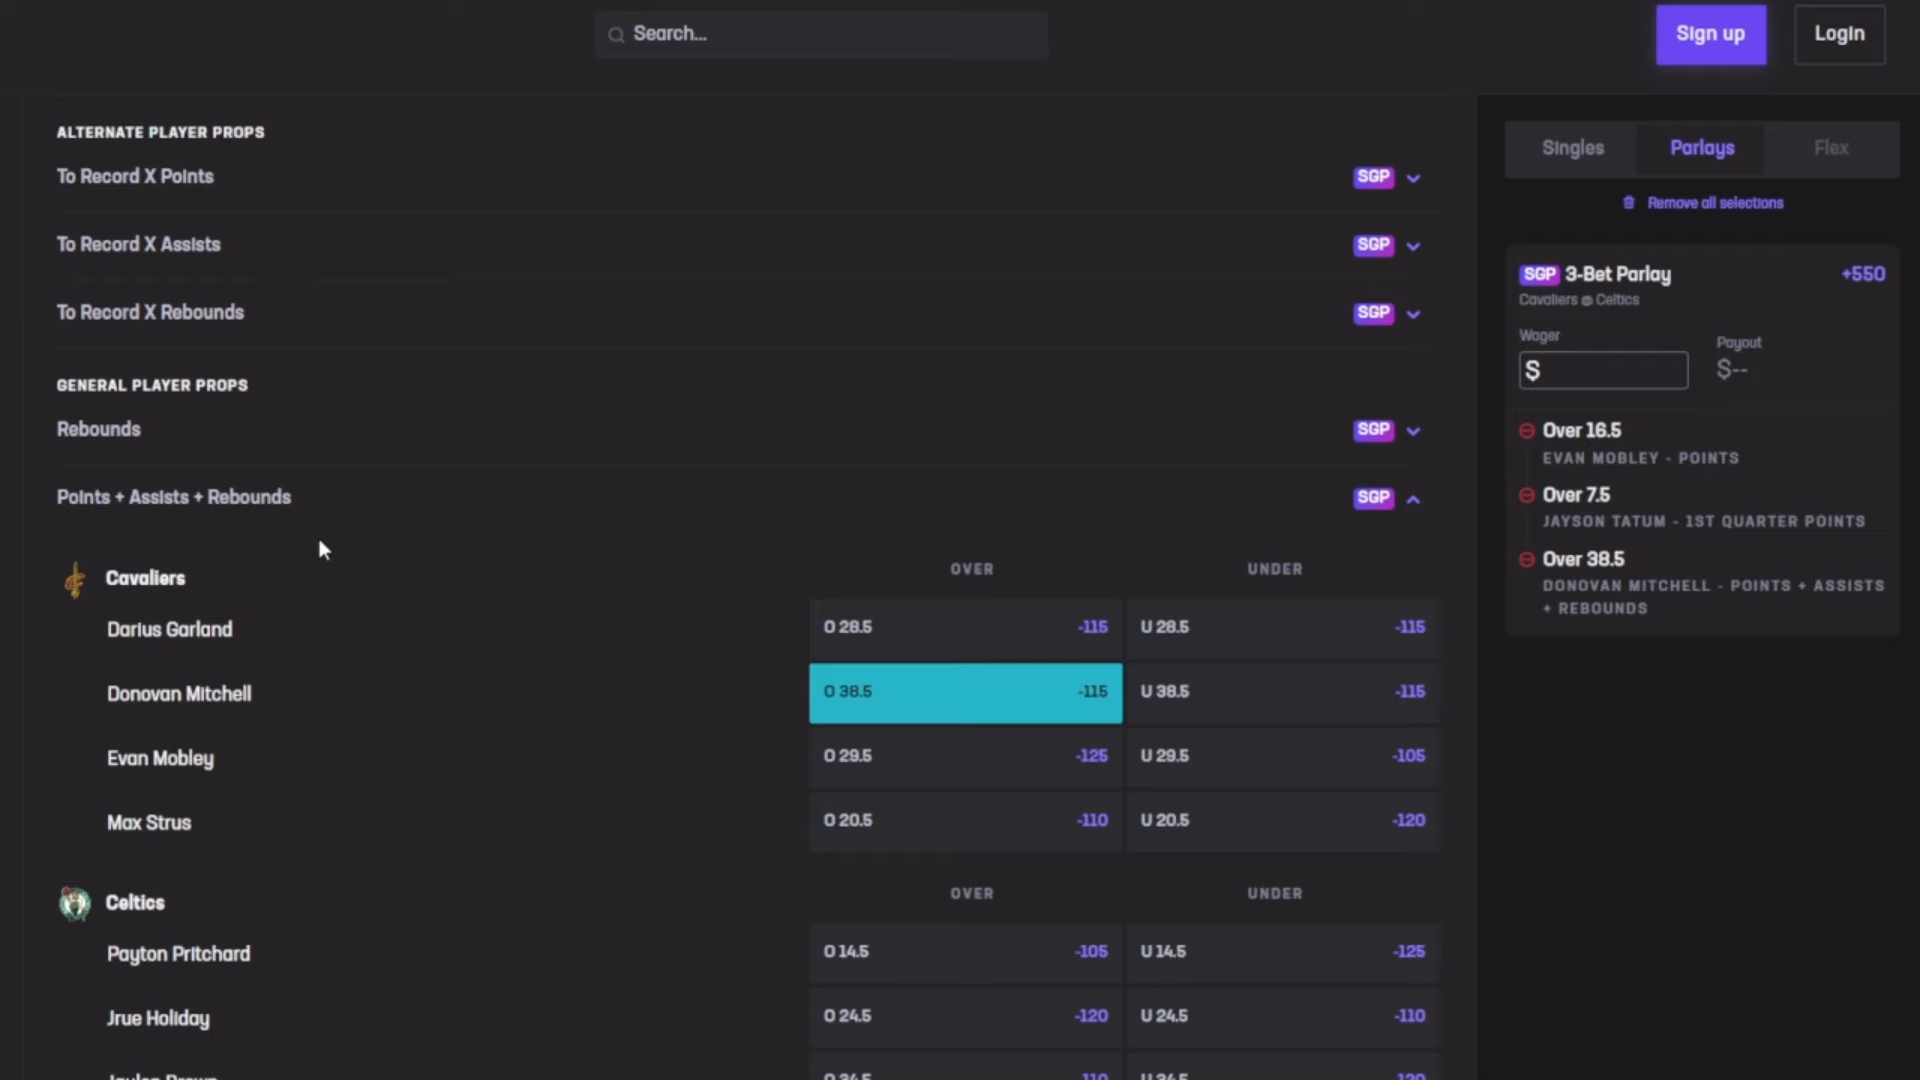 Search...
Sign up
Login
ALTERNATE PLAYER PROPS
To Record X Points
SGP
To Record X Assists
SGP
To Record X Rebounds
SGP
GENERAL PLAYER PROPS
Rebounds
SGP
Points + Assists + Rebounds
SGP
Cavaliers
OVER
UNDER
Darius Garland
O 28.5 -115
U 28.5 -115
Donovan Mitchell
O 38.5 -115
U 38.5 -115
Evan Mobley
O 29.5 -125
U 29.5 -105
Max Strus
O 20.5 -110
U 20.5 -120
Celtics
OVER
UNDER
Payton Pritchard
O 14.5 -105
U 14.5 -125
Jrue Holiday
O 24.5 -120
U 24.5 -110
Singles
Parlays
Flex
Remove all selections
SGP 3-Bet Parlay +550
Cavaliers @ Celtics
Wager
Payout
$
$--
Over 16.5
EVAN MOBLEY - POINTS
Over 7.5
JAYSON TATUM - 1ST QUARTER POINTS
Over 38.5
DONOVAN MITCHELL - POINTS + ASSISTS
+ REBOUNDS